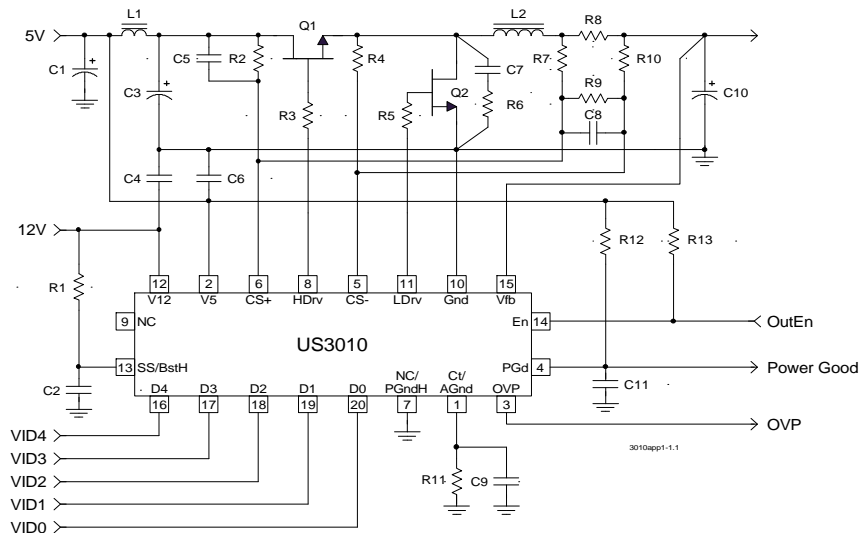 L1
Q1
L2
5V
R8
C5
R2
R4
R7
R10
C1
C7
C3
Q2
R9
C10
R3
R5
R6
C8
C4
C6
12V
R12
R13
R1
12
2
6
8
5
11
10
15
V12
V5
CS+
HDrv
CS-
LDrv
Gnd
Vfb
9
NC
En
14
OutEn
US3010
13
SS/BstH
PGd
4
Power Good
C2
D4
D3
D2
D1
D0
NC/
PGndH
Ct/
AGnd
OVP
C11
16
17
18
19
20
7
1
3
OVP
VID4
VID3
VID2
VID1
VID0
R11
C9
3010app1-1.1